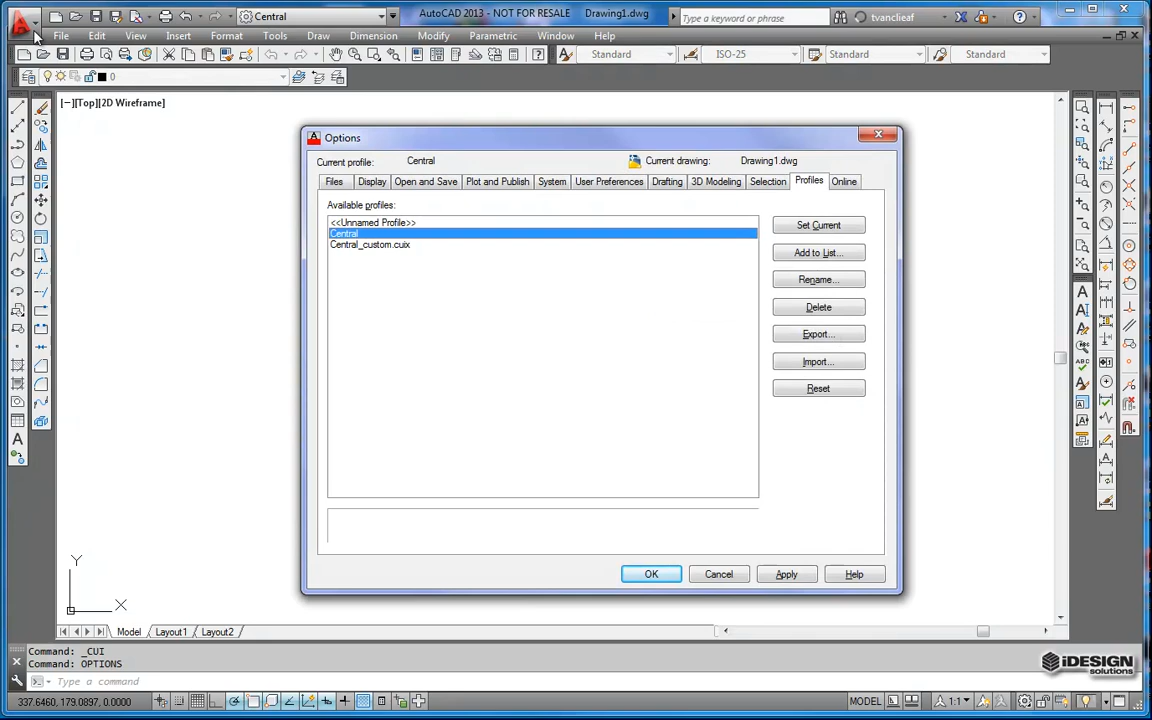 Central
AutoCAD 2013 - NOT FOR RESALE Drawing1.dwg
Type a keyword or phrase
tvanclieaf
File Edit View Insert Format Tools Draw Dimension Modify Parametric Window Help
Standard ISO-25 Standard Standard
0
[−][Top][2D Wireframe]
Options
Current profile: Central Current drawing: Drawing1.dwg
Files Display Open and Save Plot and Publish System User Preferences Drafting 3D Modeling Selection Profiles Online
Available profiles:
<<Unnamed Profile>>
Central
Central_custom.cuix
Set Current
Add to List...
Rename...
Delete
Export...
Import...
Reset
OK Cancel Apply Help
Y
X
Model Layout1 Layout2
Command: _CUI
Command: OPTIONS
Type a command
iDESIGN
solutions
337.6460, 179.0897, 0.0000
MODEL
1:1